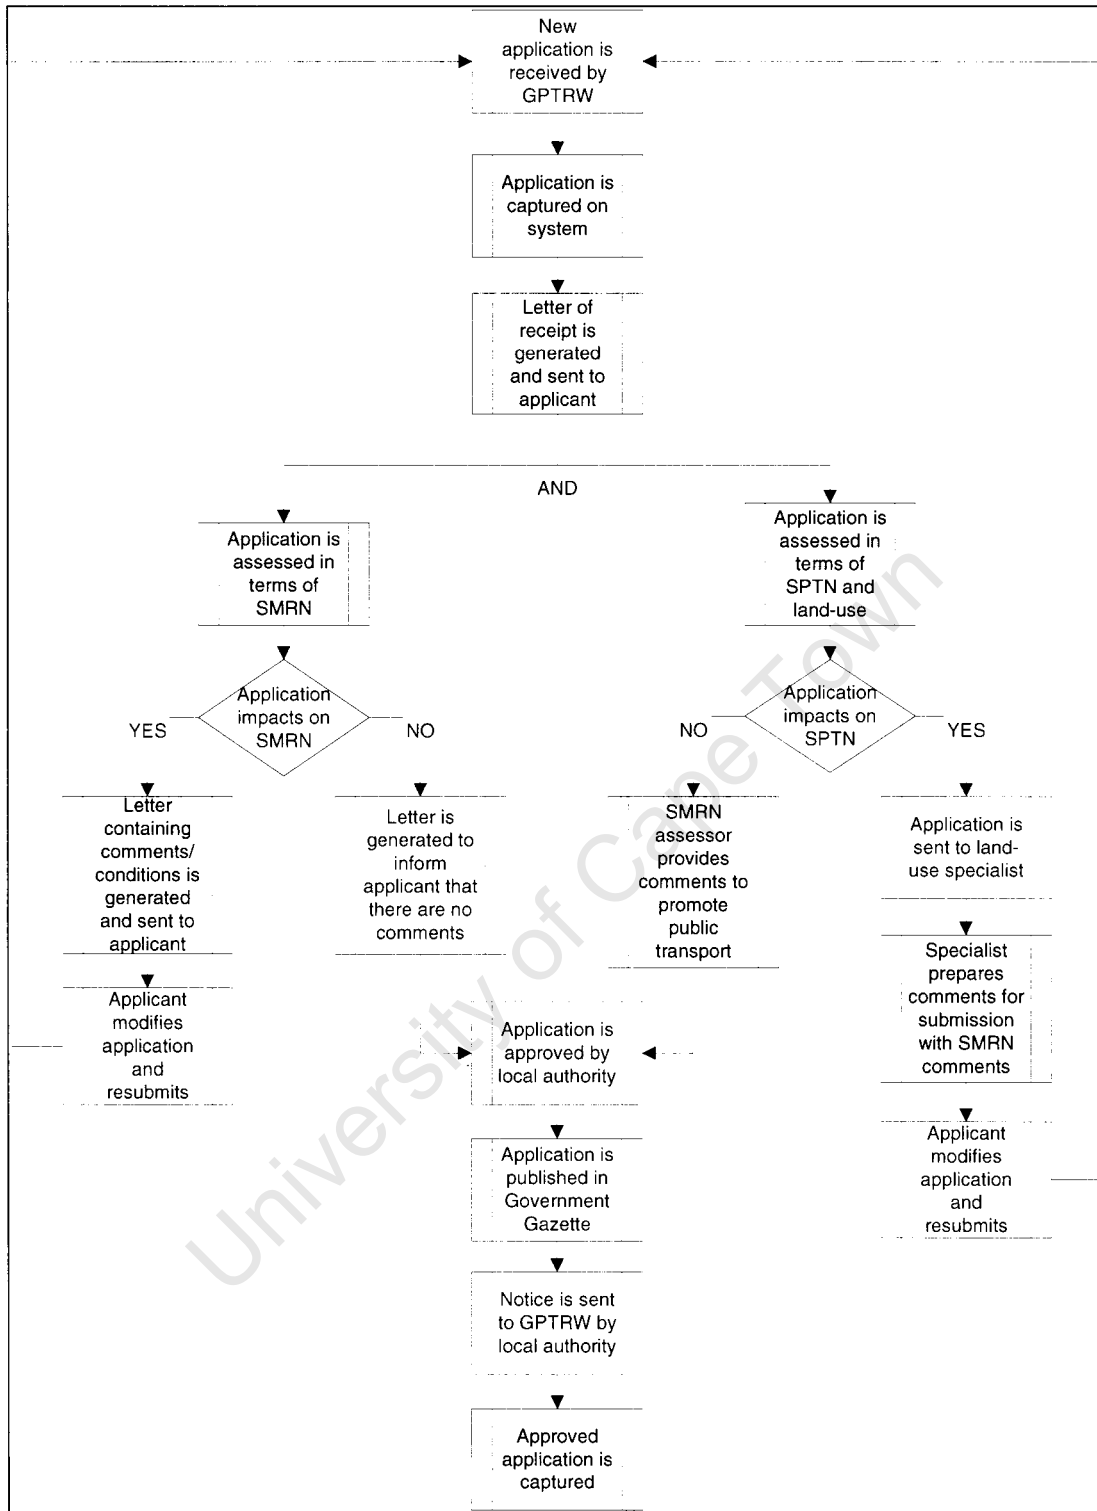 New
application is
received by
GPTRW
Application is
captured on
system
Letter of
receipt is
generated
and sent to
applicant
AND
Application is
assessed in
terms of
SMRN
Application is
assessed in
terms of
SPTN and
land-use
Application
impacts on
SMRN
YES
NO
Application
impacts on
SPTN
NO
YES
Letter
containing
comments/
conditions is
generated
and sent to
applicant
Letter is
generated to
inform
applicant that
there are no
comments
SMRN
assessor
provides
comments to
promote
public
transport
Application is
sent to land-
use specialist
Specialist
prepares
comments for
submission
with SMRN
comments
Applicant
modifies
application
and
resubmits
Application is
approved by
local authority
Applicant
modifies
application
and
resubmits
Application is
published in
Government
Gazette
Notice is sent
to GPTRW by
local authority
Approved
application is
captured
University of Cape Town